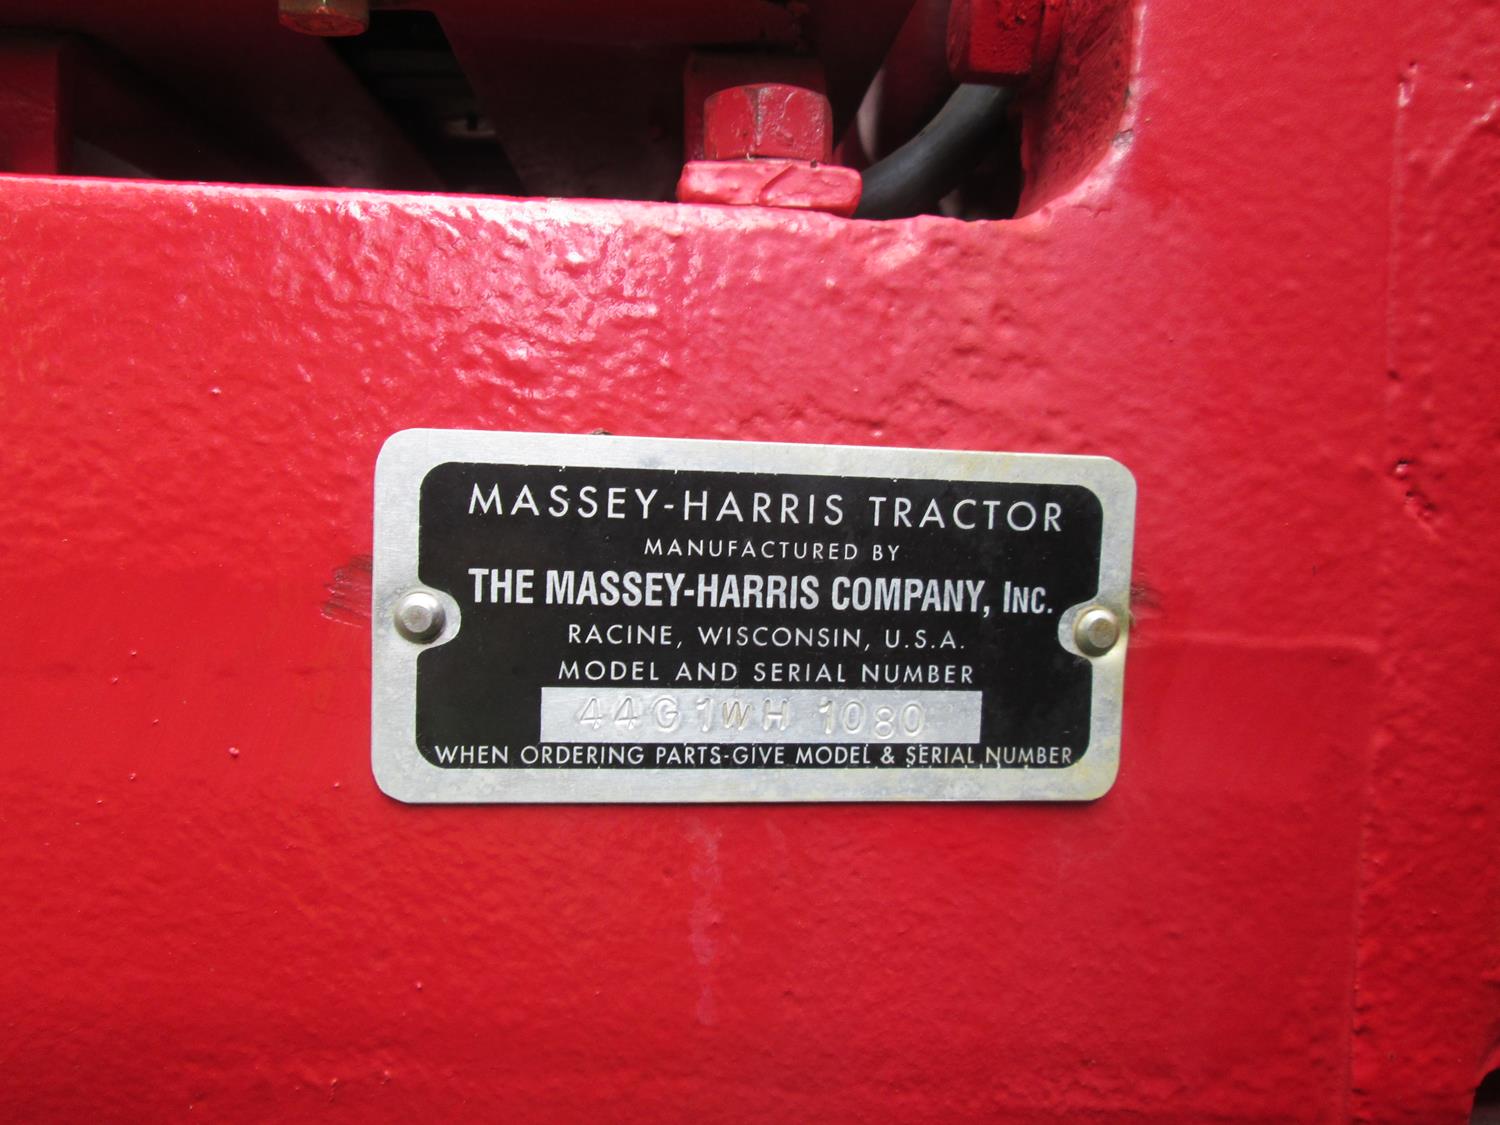 MASSEY-HARRIS TRACTOR
MANUFACTURED BY
THE MASSEY-HARRIS COMPANY, INC.
RACINE, WISCONSIN, U.S.A.
MODEL AND SERIAL NUMBER
44G1WH 1080
WHEN ORDERING PARTS-GIVE MODEL & SERIAL NUMBER